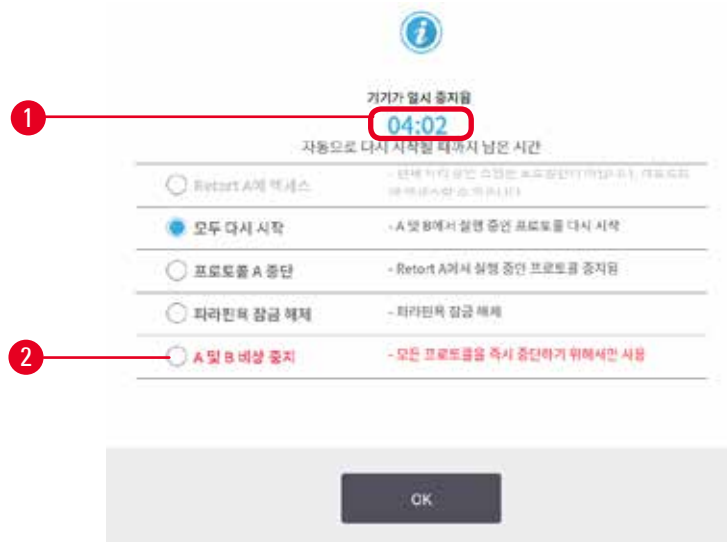 1
기기가 일시 중지됨
04:02
자동으로 다시 시작될 때까지 남은 시간
Retort A에 액세스
모두 다시 시작 - A 및 B에서 실행 중인 프로토콜 다시 시작
프로토콜 A 중단 - Retort A에서 실행 중인 프로토콜 중지됨
파라핀욕 잠금 해제 - 파라핀욕 잠금 해제
2
A 및 B 비상 중지 - 모든 프로토콜을 즉시 중단하기 위해서만 사용
OK